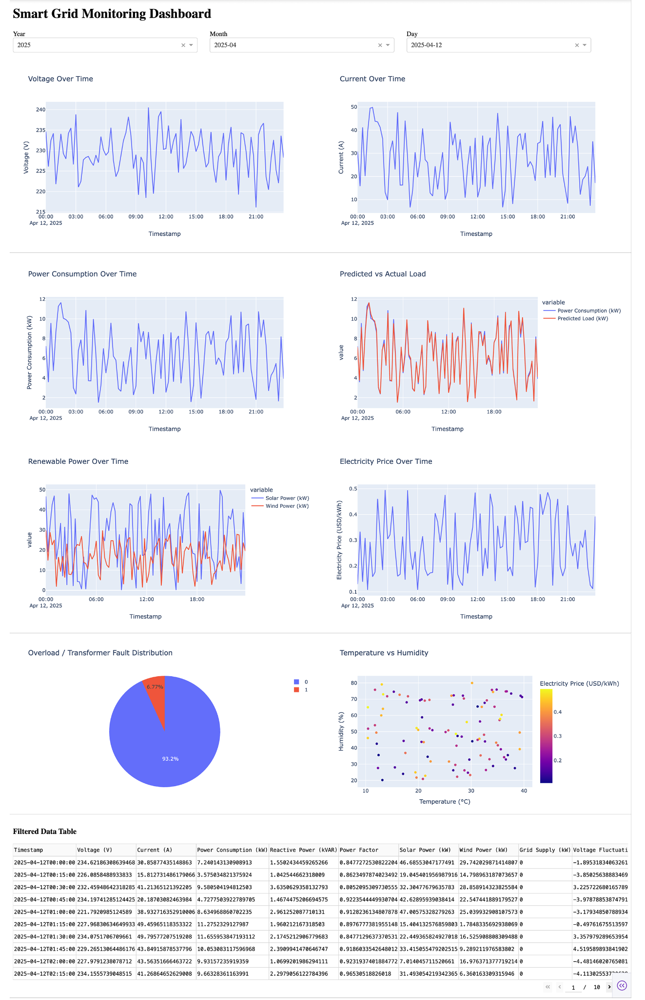 Smart Grid Monitoring Dashboard
Year Month Day
2025 2025-04 2025-04-12
Voltage Over Time
Voltage (V)
240
235
230
225
220
215
00:00 03:00 06:00 09:00 12:00 15:00 18:00 21:00
Apr 12, 2025
Timestamp
Current Over Time
Current (A)
50
40
30
20
10
00:00 03:00 06:00 09:00 12:00 15:00 18:00 21:00
Apr 12, 2025
Timestamp
Power Consumption Over Time
Power Consumption (kW)
12
10
8
6
4
2
00:00 03:00 06:00 09:00 12:00 15:00 18:00 21:00
Apr 12, 2025
Timestamp
Predicted vs Actual Load
value
12
10
8
6
4
2
00:00 06:00 12:00 18:00
Apr 12, 2025
Timestamp
variable
Power Consumption (kW)
Predicted Load (kW)
Renewable Power Over Time
value
50
40
30
20
10
0
00:00 06:00 12:00 18:00
Apr 12, 2025
Timestamp
variable
Solar Power (kW)
Wind Power (kW)
Electricity Price Over Time
Electricity Price (USD/kWh)
0.5
0.4
0.3
0.2
0.1
00:00 03:00 06:00 09:00 12:00 15:00 18:00 21:00
Apr 12, 2025
Timestamp
Overload / Transformer Fault Distribution
6.77%
93.2%
0
1
Temperature vs Humidity
Humidity (%)
80
70
60
50
40
30
20
10 20 30 40
Temperature (°C)
Electricity Price (USD/kWh)
0.4
0.3
0.2
Filtered Data Table
Timestamp Voltage (V) Current (A) Power Consumption (kW) Reactive Power (kVAR) Power Factor Solar Power (kW) Wind Power (kW) Grid Supply (kW) Voltage Fluctuati
2025-04-12T00:00:00 234.62186308639468 30.85877435148863 7.240143130908913 1.5502434459265266 0.8477272530822204 46.68553047177491 29.742029871414807 0 -1.89531834063261
2025-04-12T00:15:00 226.0858488933833 15.812731486179066 3.575034821375924 1.042544662318009 0.8623497874023492 19.045401956987916 14.798963187073657 0 -3.85025638883469
2025-04-12T00:30:00 232.45948642318285 41.21365121392205 9.580504194812503 3.6350629358132793 0.8052095309730555 32.30477679635783 28.858914323825584 0 3.225722680165789
2025-04-12T00:45:00 234.19741285124425 20.18703082463984 4.7277503922789705 1.4674475206694575 0.9223544449930704 42.62895939038414 22.547441889179527 0 -3.97878853874791
2025-04-12T01:00:00 221.7920985124589 38.932716352910006 8.634968860702235 2.961252087710131 0.9128236134807878 47.00575328279263 25.039932908107573 0 -3.17934850788934
2025-04-12T01:15:00 227.96830634649933 49.45965118353322 11.2752329127987 1.960212167318503 0.8976777381955148 15.404132576859803 1.7848335692938069 0 -0.49761675513597
2025-04-12T01:30:00 234.0751706709661 49.79577207519208 11.655953847193112 2.1745212906779683 0.8477129637370531 22.449365824927018 16.525908808309488 0 3.357979289653954
2025-04-12T01:45:00 229.26513064486176 43.84915878537796 10.053083117596968 2.3909941470646747 0.9186033542648012 33.415055479202515 9.289211976583802 0 4.519589893841902
2025-04-12T02:00:00 227.9791238078712 43.56351666463722 9.93157235919359 1.0699201986294111 0.9231937401884772 7.014045711520661 16.976371377719214 0 -4.48146020765081
2025-04-12T02:15:00 234.1555739048515 41.26864652629008 9.66328361163991 2.2979056122784396 0.96530518826018 31.493054219342365 6.360163309315946 0
1 / 10